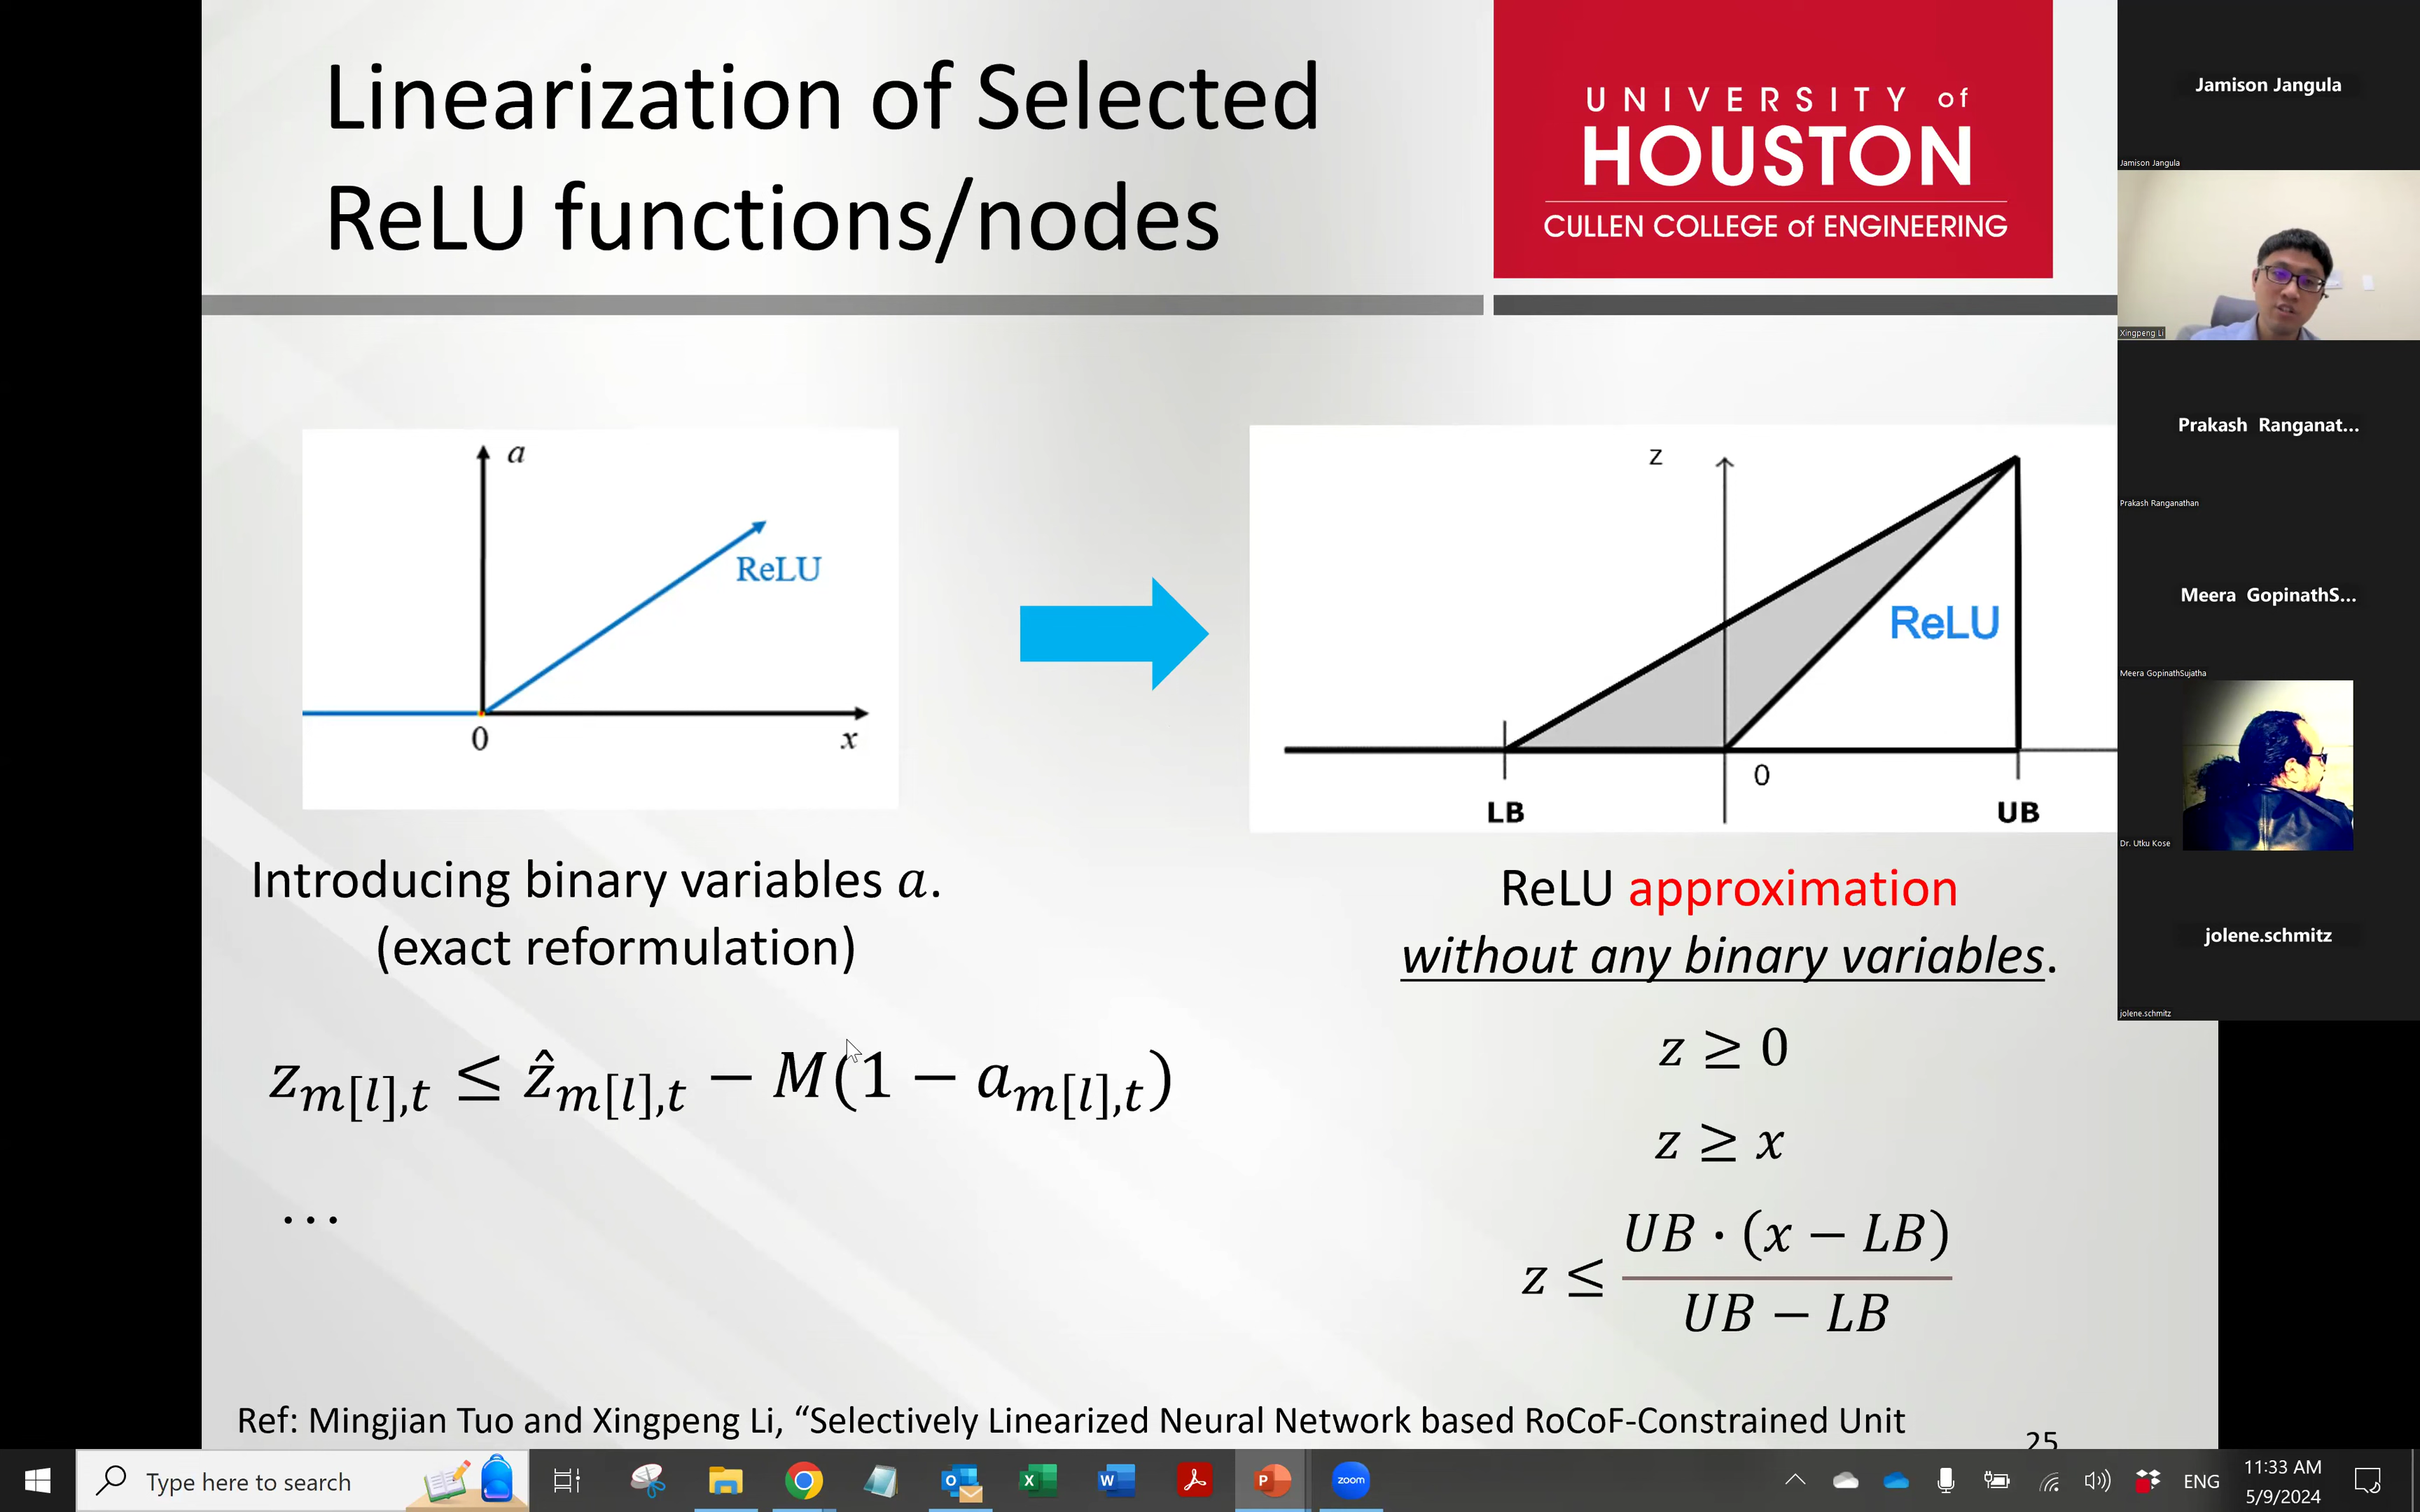 Linearization of Selected
ReLU functions/nodes
UNIVERSITY of
HOUSTON
CULLEN COLLEGE of ENGINEERING
a
ReLU
0
x
z
ReLU
0
LB
UB
Introducing binary variables a.
(exact reformulation)
z_{m[l],t} ≤ ẑ_{m[l],t} − M(1 − a_{m[l],t})
...
ReLU approximation
without any binary variables.
z ≥ 0
z ≥ x
z ≤ UB · (x − LB) / UB − LB
Ref: Mingjian Tuo and Xingpeng Li, “Selectively Linearized Neural Network based RoCoF-Constrained Unit
25
Jamison Jangula
Jamison Jangula
Xingpeng Li
Prakash Ranganat...
Prakash Ranganathan
Meera GopinathS...
Meera GopinathSujatha
Dr. Utku Kose
jolene.schmitz
jolene.schmitz
Type here to search
zoom
ENG
11:33 AM
5/9/2024